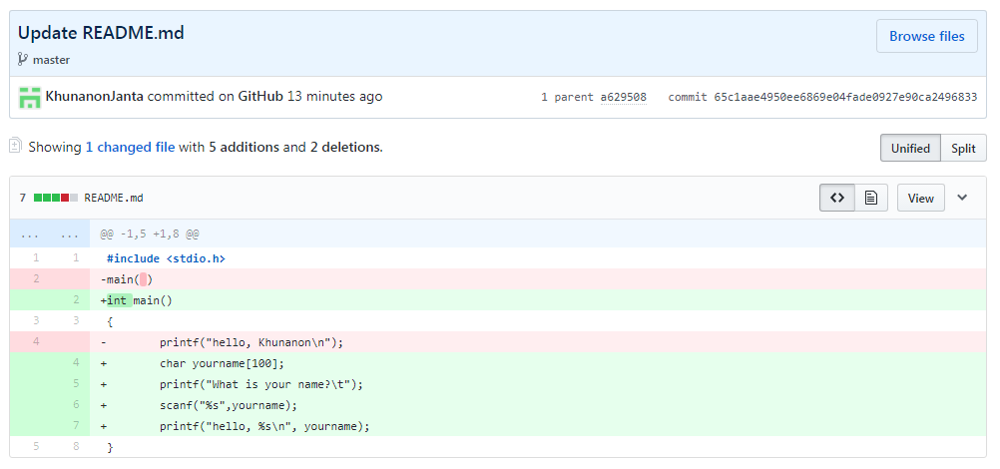 Update README.md
Browse files
master
KhunanonJanta committed on GitHub 13 minutes ago
1 parent a629508 commit 65c1aae4950ee6869e04fade0927e90ca2496833
Showing 1 changed file with 5 additions and 2 deletions.
Unified Split
7 README.md
<> View
... ... @@ -1,5 +1,8 @@
1 1 #include <stdio.h>
2 -main( )
2 +int main()
3 3 {
4 - printf("hello, Khunanon\n");
4 + char yourname[100];
5 + printf("What is your name?\t");
6 + scanf("%s",yourname);
7 + printf("hello, %s\n", yourname);
5 8 }